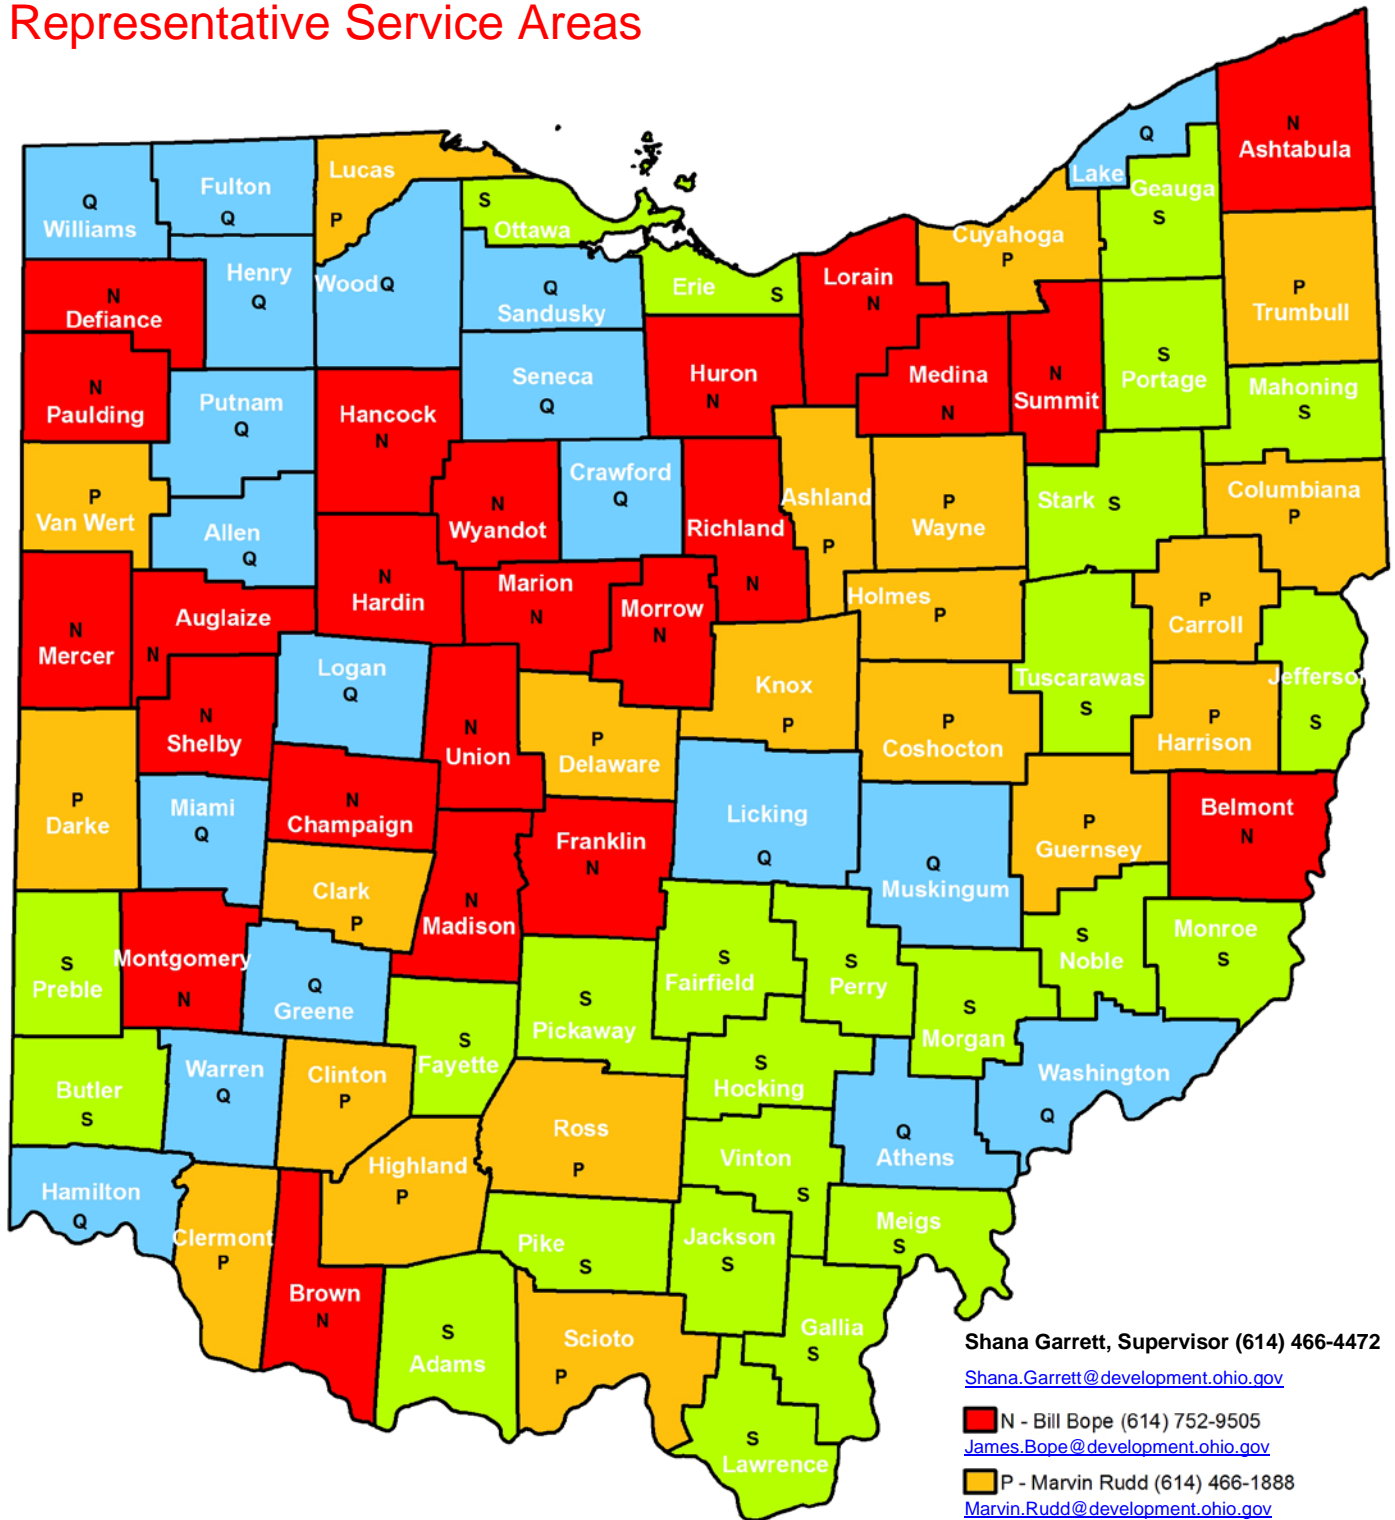 Representative Service Areas
N
Ashtabula
Q
Lake
Geauga
S
Lucas
P
Fulton
Q
Q
Williams
S
Ottawa
Cuyahoga
P
Henry
Q
Wood Q
Q
Sandusky
Erie S
Lorain
N
P
Trumbull
N
Defiance
S
Portage
N
Paulding
Putnam
Q
Hancock
N
Seneca
Q
Huron
N
Medina
N
N
Summit
Mahoning
S
P
Van Wert
Allen
Q
N
Wyandot
Crawford
Q
Richland
N
Ashland
P
P
Wayne
Stark S
Columbiana
P
N
Mercer
Auglaize
N
N
Hardin
Marion
N
Morrow
N
Holmes
P
P
Carroll
Logan
Q
Knox
P
Tuscarawas
S
Jefferson
S
N
Shelby
N
Union
P
Delaware
P
Coshocton
P
Harrison
P
Darke
Miami
Q
N
Champaign
Franklin
N
Licking
Q
Q
Muskingum
P
Guernsey
Belmont
N
Clark
P
N
Madison
S
Preble
Montgomery
N
Q
Greene
S
Pickaway
S
Fairfield
S
Perry
S
Morgan
S
Noble
Monroe
S
Butler
S
Warren
Q
Clinton
P
S
Fayette
S
Hocking
Washington
Q
Ross
P
Vinton
S
Q
Athens
Hamilton
Q
Clermont
P
Highland
P
Pike
S
Jackson
S
Meigs
S
Brown
N
S
Adams
Scioto
P
Gallia
S
S
Lawrence
Shana Garrett, Supervisor (614) 466-4472
Shana.Garrett@development.ohio.gov
N - Bill Bope (614) 752-9505
James.Bope@development.ohio.gov
P - Marvin Rudd (614) 466-1888
Marvin.Rudd@development.ohio.gov